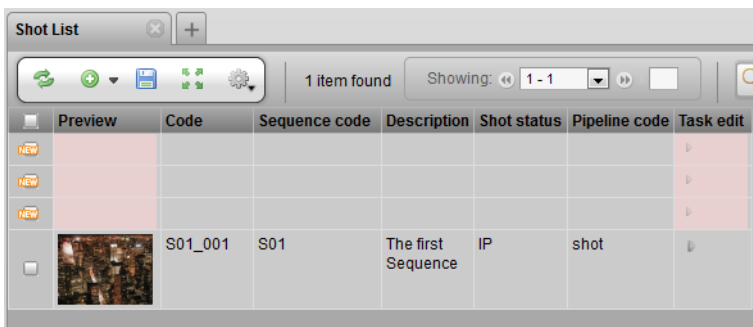 Shot List
1 item found
Showing: 1 - 1
Preview Code Sequence code Description Shot status Pipeline code Task edit
NEW
NEW
NEW
S01_001 S01 The first IP shot
Sequence